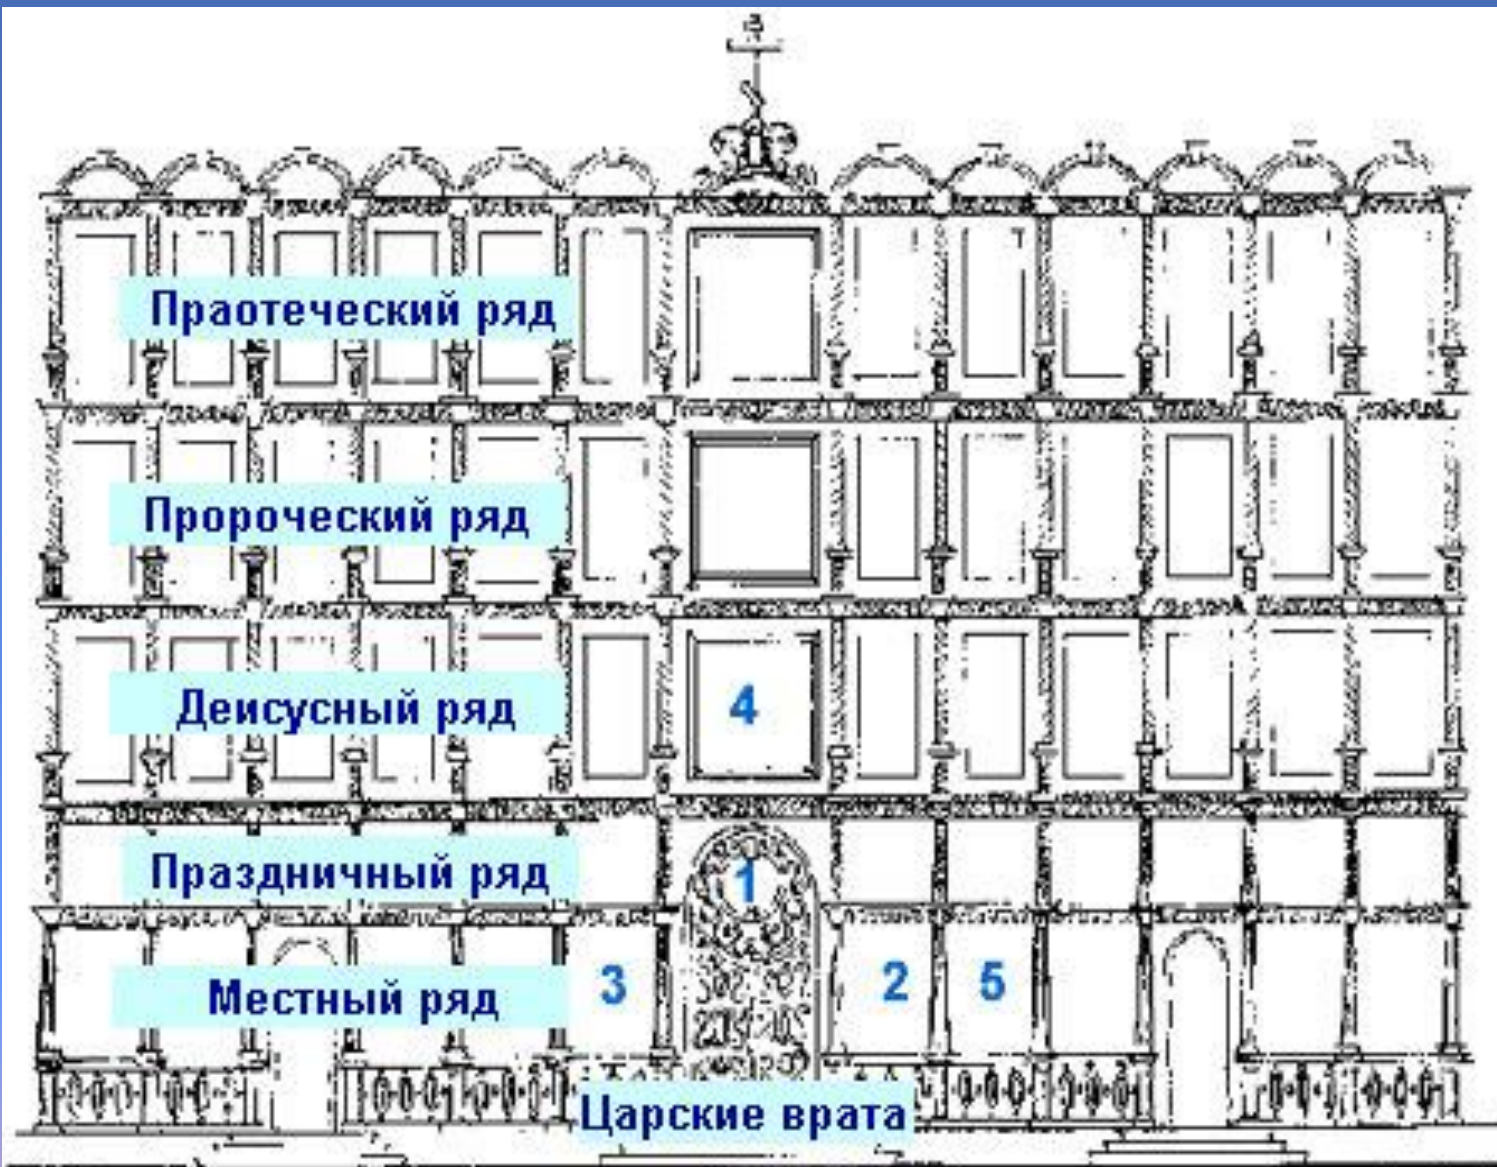 Праотеческий ряд
Пророческий ряд
Деисусный ряд
4
Праздничный ряд
1
Местный ряд
3
2
5
Царские врата